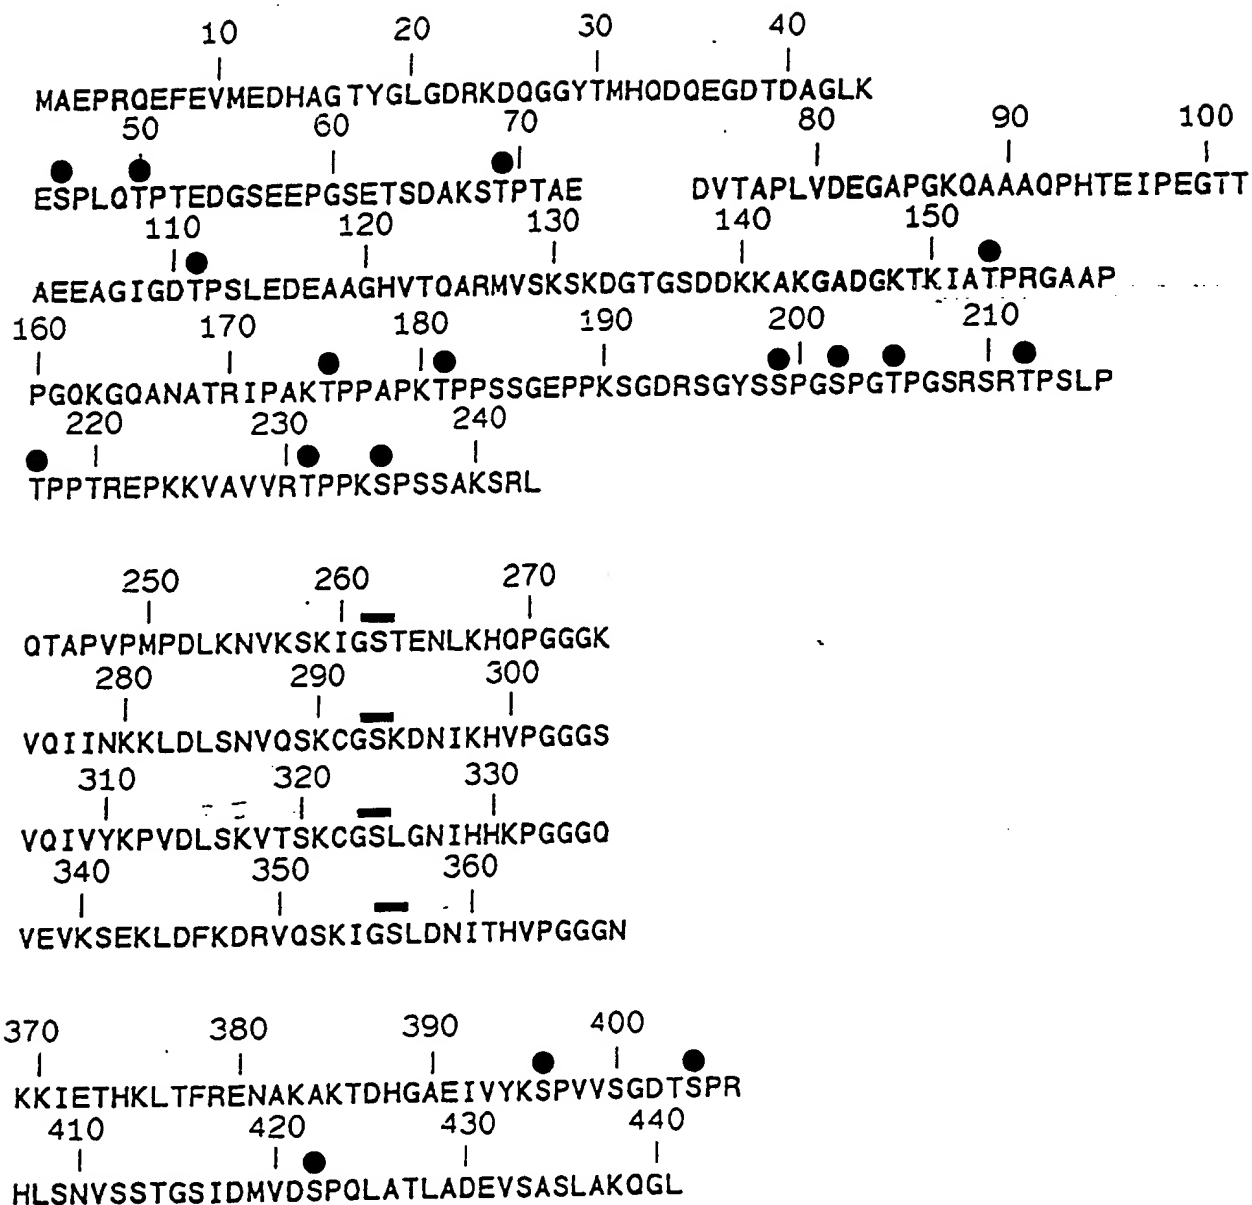 10 20 30 40
MAEPRQEFEVMEDHAGTYGLGDRKDQGGYTMHQDQEGDTDAGLK
50 60 70 80 90 100
ESPLQTPTEDGSEEPGSETSDAKSTPTAE DVTAPLVDEGAPGKQAAAQPHTEIPEGTT
110 120 130 140 150
AEEAGIGDTPSLEDEAAGHVTQARMVSKSKDGTGSDDKKAKGADGKTKIATPRGAAP
160 170 180 190 200 210
PGQKGQANATRIPAKTPPAPKTPPSSGEPPKSGDRSGYSSPGSPGTPGSRSRTPSLP
220 230 240
TPPTREPKKVAVVRTPPKSPSSAKSRL
250 260 270
QTAPVPMPDLKNVKSKIGSTENLKHQPGGGK
280 290 300
VQIINKKLDLSNVQSKCGSKDNIKHVPGGGS
310 320 330
VQIVYKPVDLSKVTSKCGSLGNIHHKPGGGQ
340 350 360
VEVKSEKLDFKDRVQSKIGSLDNITHVPGGGN
370 380 390 400
KKIETHKLTFRENAKAKTDHGAEIVYKSPVVSGDTSPR
410 420 430 440
HLSNVSSTGSIDMVDSPQLATLADEVSASLAKQGL